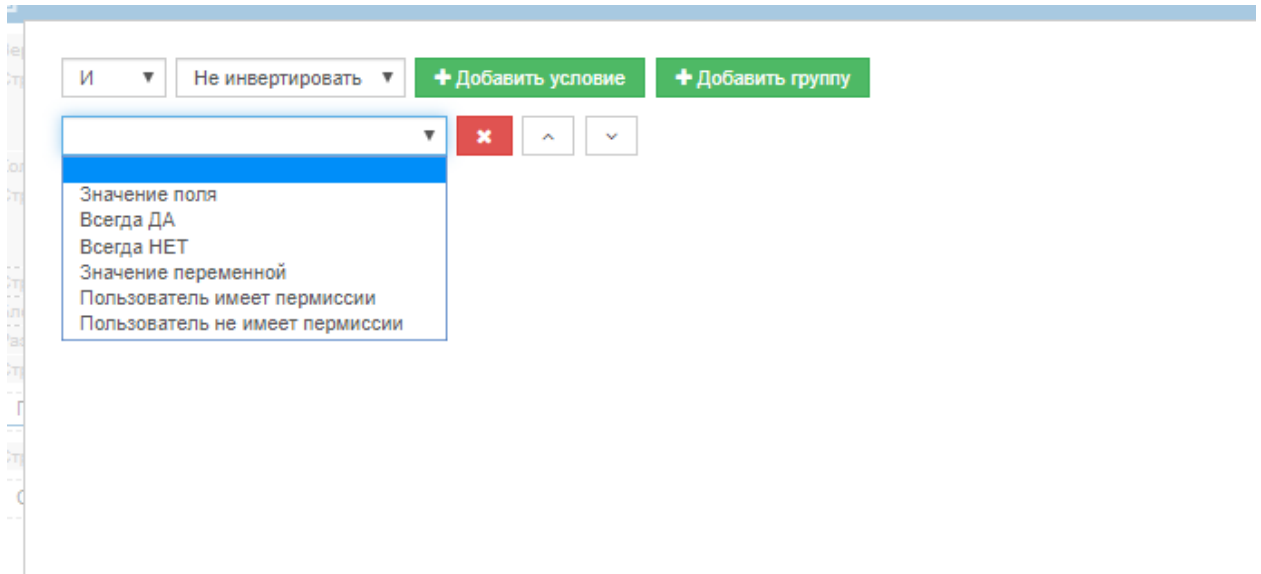 И Не инвертировать Добавить условие Добавить группу
Значение поля
Всегда ДА
Всегда НЕТ
Значение переменной
Пользователь имеет пермиссии
Пользователь не имеет пермиссии